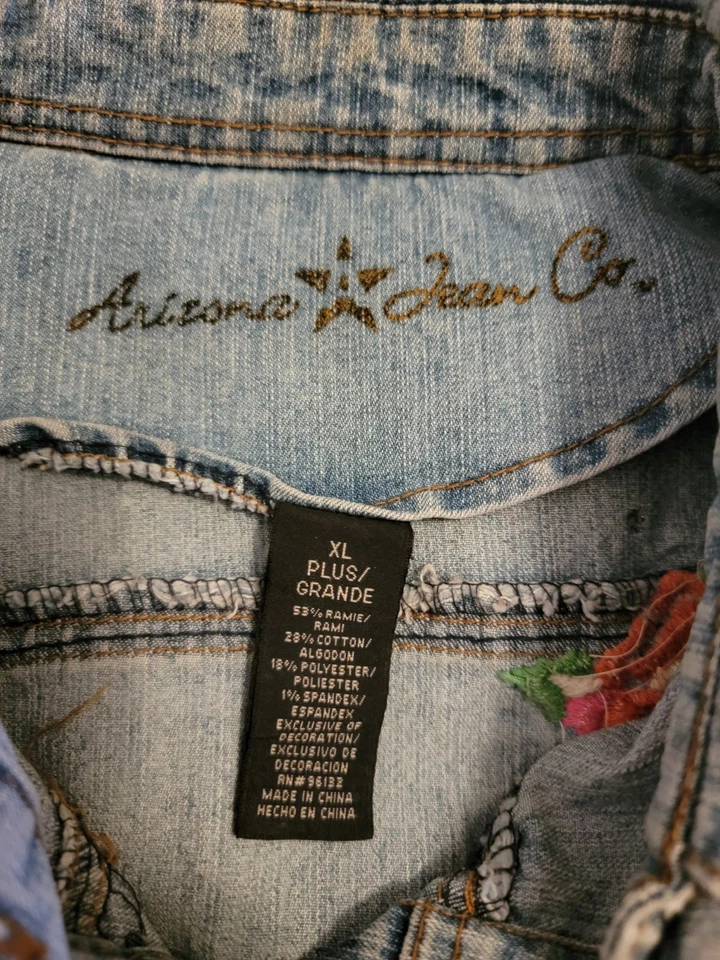 Arizona Jean Co.
XL
PLUS/
GRANDE
53% RAMIE/
RAMI
28% COTTON/
ALGODON
18% POLYESTER/
POLIESTER
1% SPANDEX/
ESPANDEX
EXCLUSIVE OF
DECORATION/
EXCLUSIVO DE
DECORACION
RN# 96132
MADE IN CHINA
HECHO EN CHINA